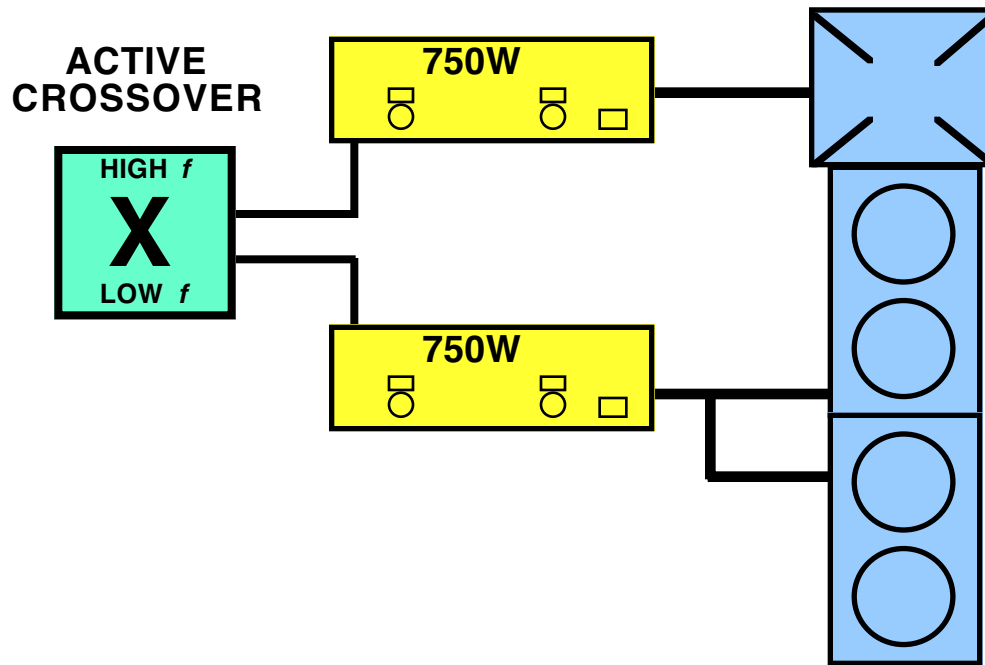 ACTIVE
CROSSOVER
HIGH f
X
LOW f
750W
750W